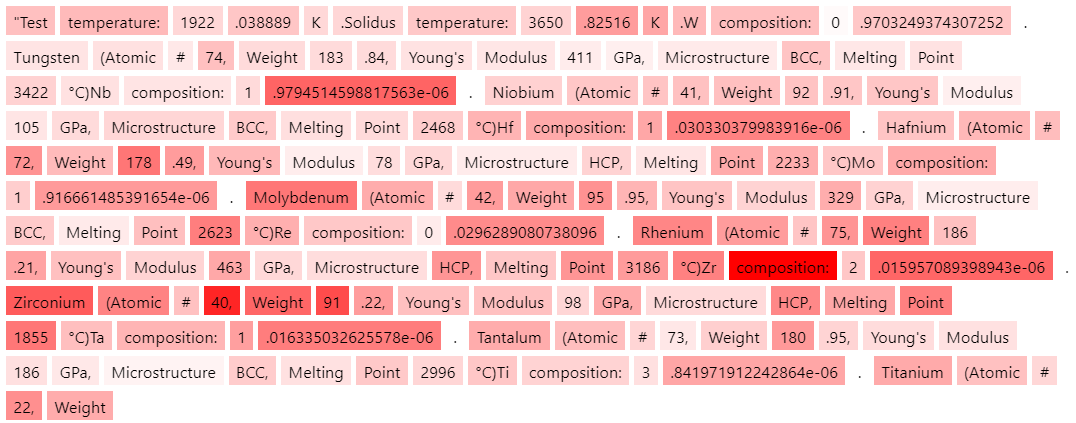 "Test temperature: 1922 .038889 K .Solidus temperature: 3650 .82516 K .W composition: 0 .9703249374307252 .
Tungsten (Atomic # 74, Weight 183 .84, Young's Modulus 411 GPa, Microstructure BCC, Melting Point
3422 °C)Nb composition: 1 .9794514598817563e-06 . Niobium (Atomic # 41, Weight 92 .91, Young's Modulus
105 GPa, Microstructure BCC, Melting Point 2468 °C)Hf composition: 1 .030330379983916e-06 . Hafnium (Atomic #
72, Weight 178 .49, Young's Modulus 78 GPa, Microstructure HCP, Melting Point 2233 °C)Mo composition:
1 .916661485391654e-06 . Molybdenum (Atomic # 42, Weight 95 .95, Young's Modulus 329 GPa, Microstructure
BCC, Melting Point 2623 °C)Re composition: 0 .0296289080738096 . Rhenium (Atomic # 75, Weight 186
.21, Young's Modulus 463 GPa, Microstructure HCP, Melting Point 3186 °C)Zr composition: 2 .015957089398943e-06 .
Zirconium (Atomic # 40, Weight 91 .22, Young's Modulus 98 GPa, Microstructure HCP, Melting Point
1855 °C)Ta composition: 1 .016335032625578e-06 . Tantalum (Atomic # 73, Weight 180 .95, Young's Modulus
186 GPa, Microstructure BCC, Melting Point 2996 °C)Ti composition: 3 .841971912242864e-06 . Titanium (Atomic #
22, Weight